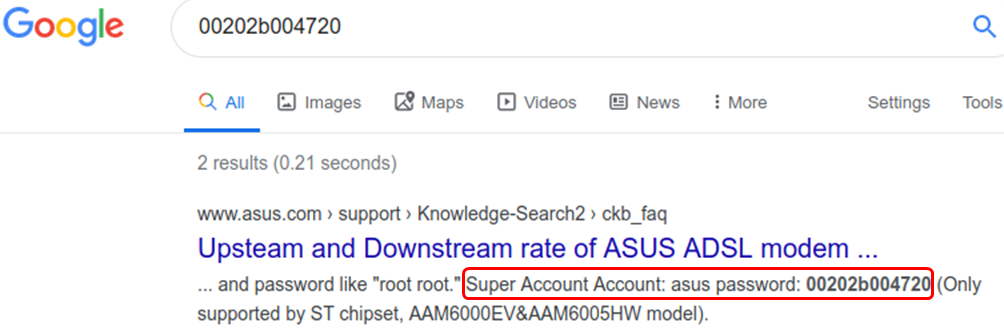 Google
00202b004720
All Images Maps Videos News More Settings Tools
2 results (0.21 seconds)
www.asus.com › support › Knowledge-Search2 › ckb_faq
Upsteam and Downstream rate of ASUS ADSL modem ...
... and password like "root root." Super Account Account: asus password: 00202b004720 (Only
supported by ST chipset, AAM6000EV&AAM6005HW model).